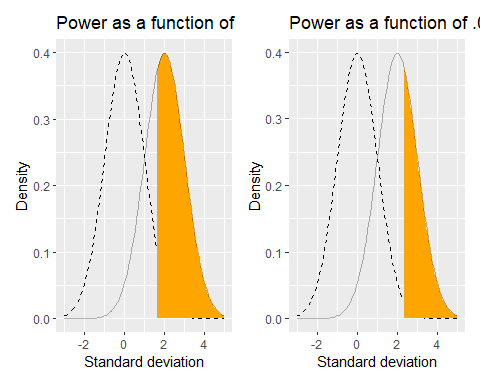 Power as a function of
Density
0.4
0.3
0.2
0.1
0.0
-2 0 2 4
Standard deviation
Power as a function of .0
Density
0.4
0.3
0.2
0.1
0.0
-2 0 2 4
Standard deviation